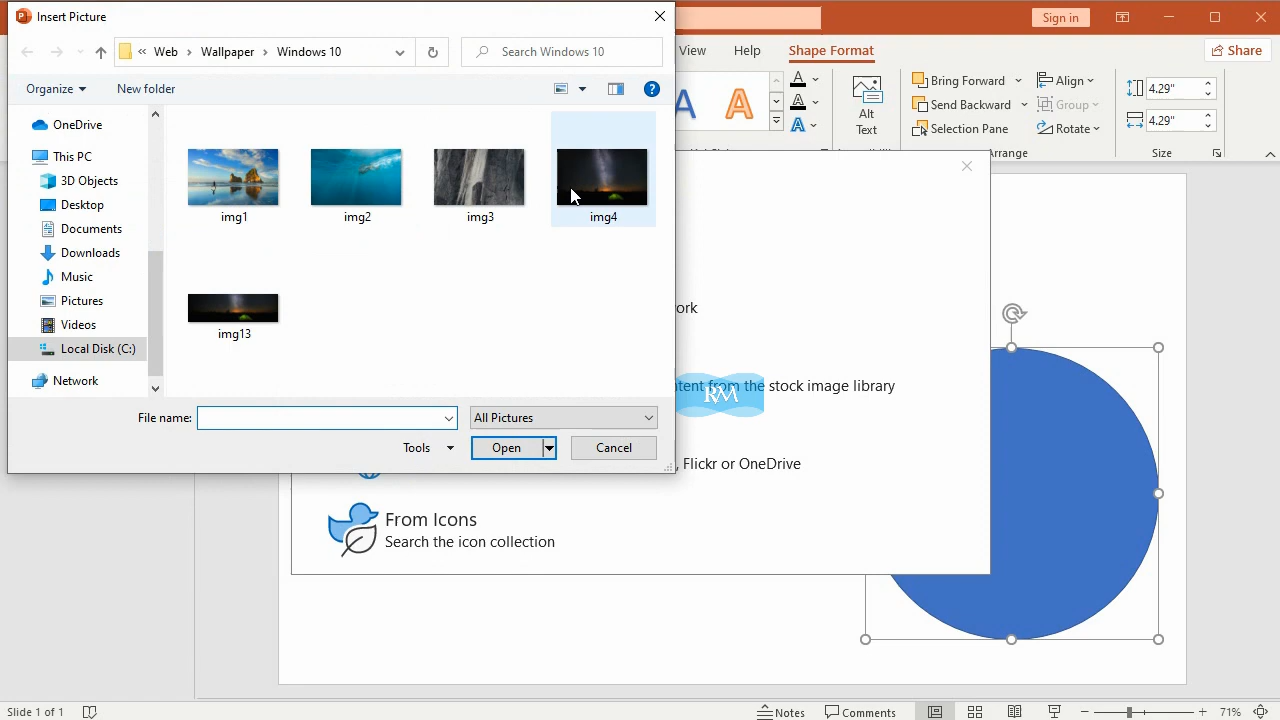 Insert Picture
Sign in
« Web > Wallpaper > Windows 10
Search Windows 10
View
Help
Shape Format
Share
Organize
New folder
Bring Forward
Align
4.29"
Send Backward
Group
Alt
Text
Selection Pane
Rotate
4.29"
Arrange
Size
OneDrive
This PC
3D Objects
Desktop
Documents
Downloads
Music
Pictures
Videos
Local Disk (C:)
Network
img1
img2
img3
img4
img13
File name:
All Pictures
Tools
Open
Cancel
ork
ntent from the stock image library
RM
, Flickr or OneDrive
From Icons
Search the icon collection
Slide 1 of 1
Notes
Comments
71%